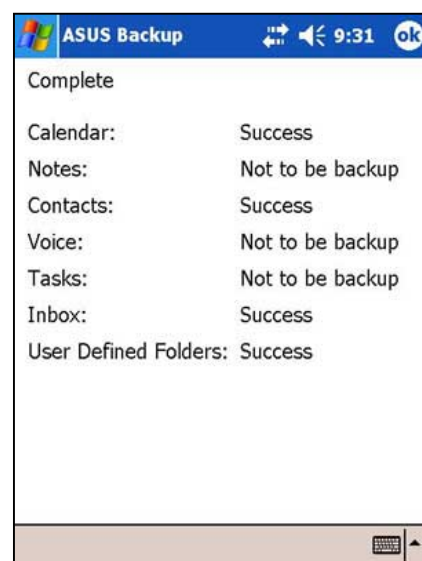 ASUS Backup 9:31 ok
Complete
Calendar: Success
Notes: Not to be backup
Contacts: Success
Voice: Not to be backup
Tasks: Not to be backup
Inbox: Success
User Defined Folders: Success